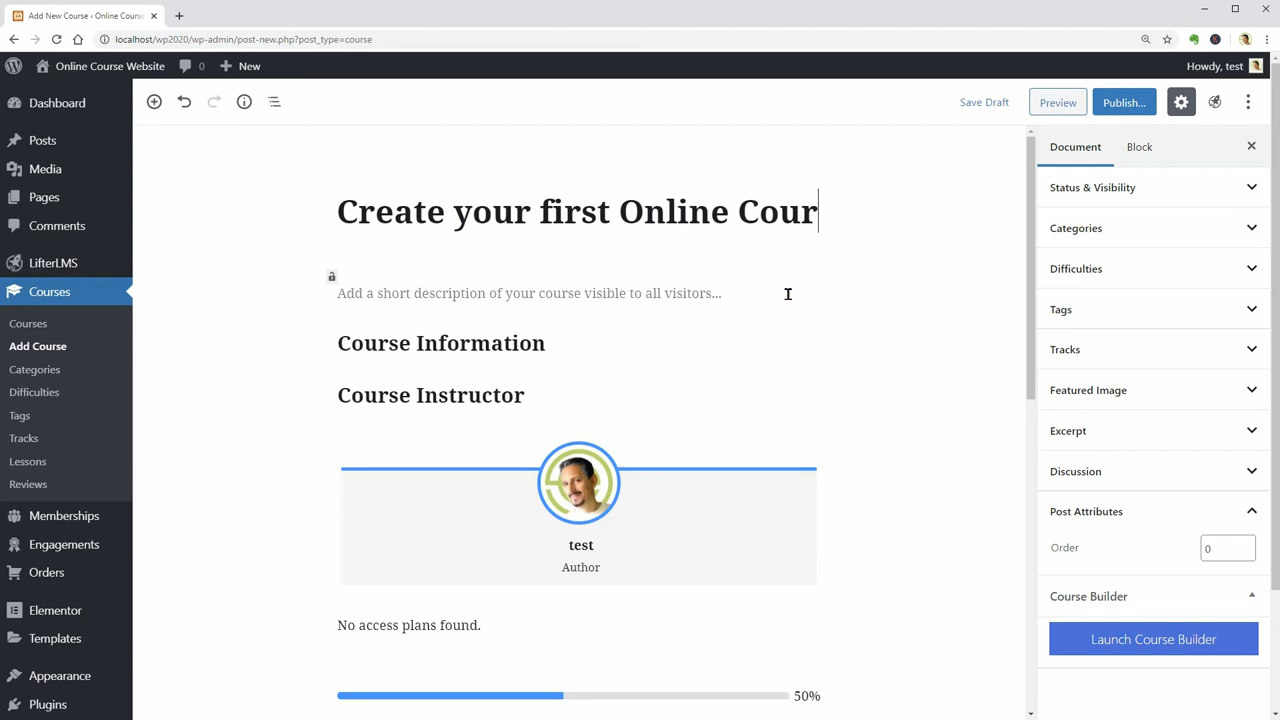 Add New Course ‹ Online Cours
localhost/wp2020/wp-admin/post-new.php?post_type=course
Online Course Website
0
New
Howdy, test
Dashboard
Posts
Media
Pages
Comments
LifterLMS
Courses
Courses
Add Course
Categories
Difficulties
Tags
Tracks
Lessons
Reviews
Memberships
Engagements
Orders
Elementor
Templates
Appearance
Plugins
Save Draft
Preview
Publish...
Create your first Online Cour
Add a short description of your course visible to all visitors...
Course Information
Course Instructor
test
Author
No access plans found.
50%
Document
Block
Status & Visibility
Categories
Difficulties
Tags
Tracks
Featured Image
Excerpt
Discussion
Post Attributes
Order
0
Course Builder
Launch Course Builder